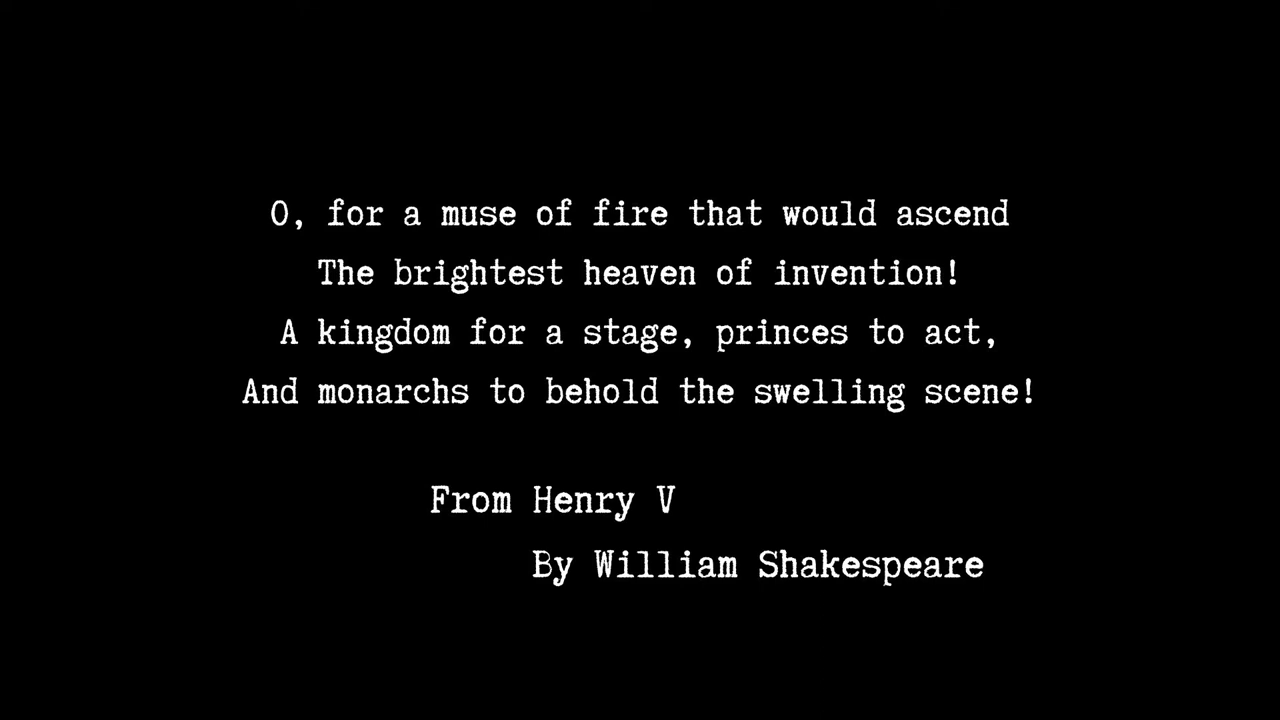 O, for a muse of fire that would ascend
The brightest heaven of invention!
A kingdom for a stage, princes to act,
And monarchs to behold the swelling scene!
From Henry V
By William Shakespeare